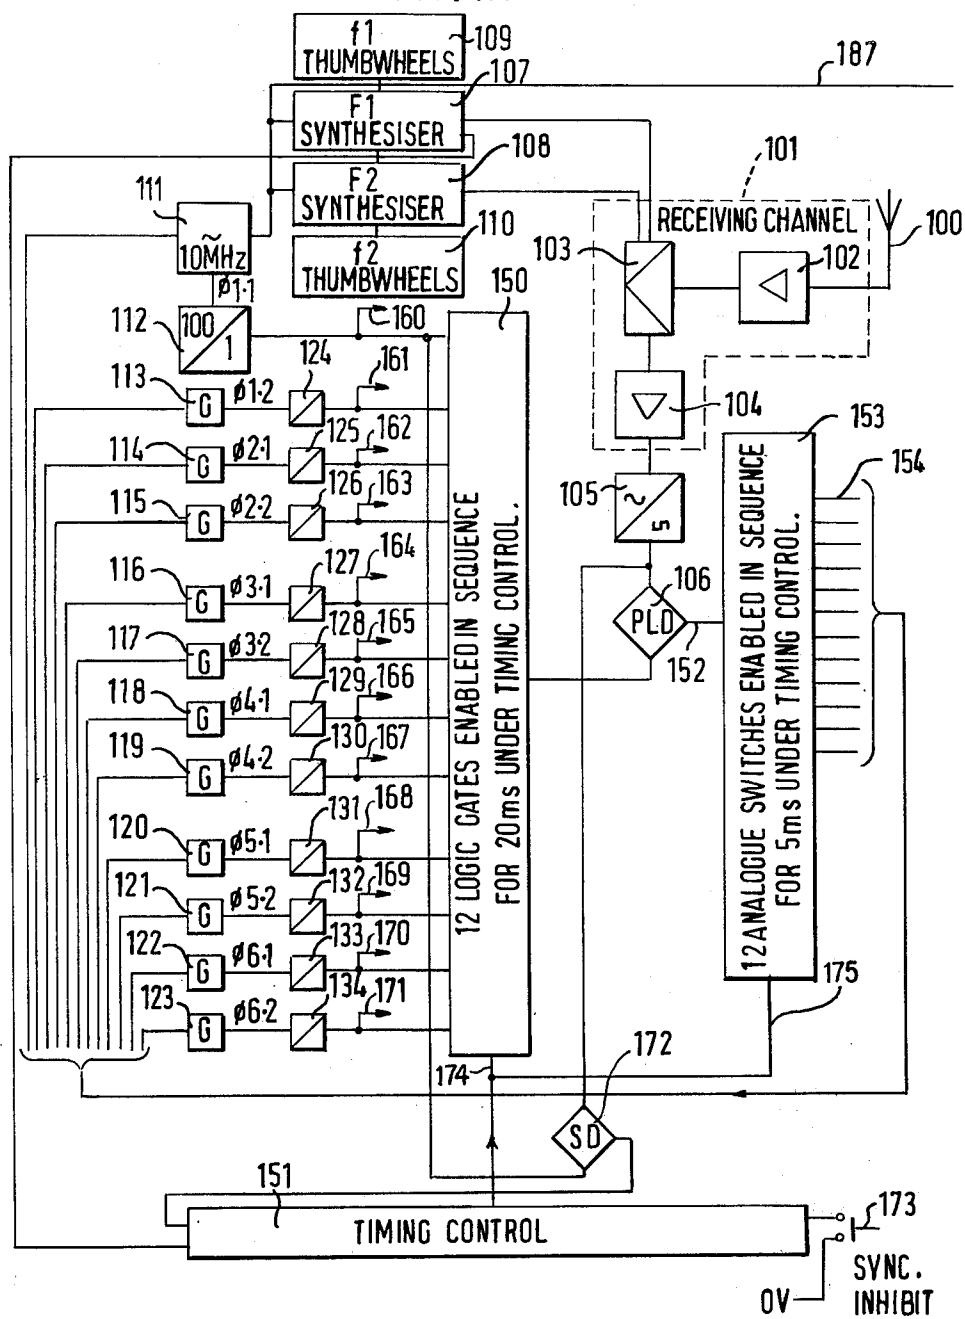 f1
THUMBWHEELS
109
107
187
F1
SYNTHESISER
108
101
F2
SYNTHESISER
111
RECEIVING CHANNEL
100
~
10MHz
f2
THUMBWHEELS
110
103
102
ø1·1
150
112
100
1
160
113
G
ø1·2
124
161
104
114
G
ø2·1
125
162
153
154
115
G
ø2·2
126
163
105
~
S
116
G
ø3·1
127
164
106
PLD
152
117
G
ø3·2
128
165
118
G
ø4·1
129
166
119
G
ø4·2
130
167
120
G
ø5·1
131
168
121
G
ø5·2
132
169
122
G
ø6·1
133
170
123
G
ø6·2
134
171
12 LOGIC GATES ENABLED IN SEQUENCE
FOR 20ms UNDER TIMING CONTROL.
12 ANALOGUE SWITCHES ENABLED IN SEQUENCE
FOR 5ms UNDER TIMING CONTROL.
175
174
172
SD
151
TIMING CONTROL
173
SYNC.
INHIBIT
0V